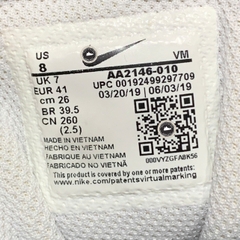 US
8
VM
UK 7
AA2146-010
EUR 41
UPC 00192499297709
cm 26
03/20/19 | 06/03/19
BR 39.5
CN 260
(2.5)
MADE IN VIETNAM
HECHO EN VIETNAM
FABRIQUE AU VIETNAM
FABRICADO NO VIETNÃ
000VYZGFABK56
This product is covered by one or more patents, see
www.nike.com/patentsvirtualmarking